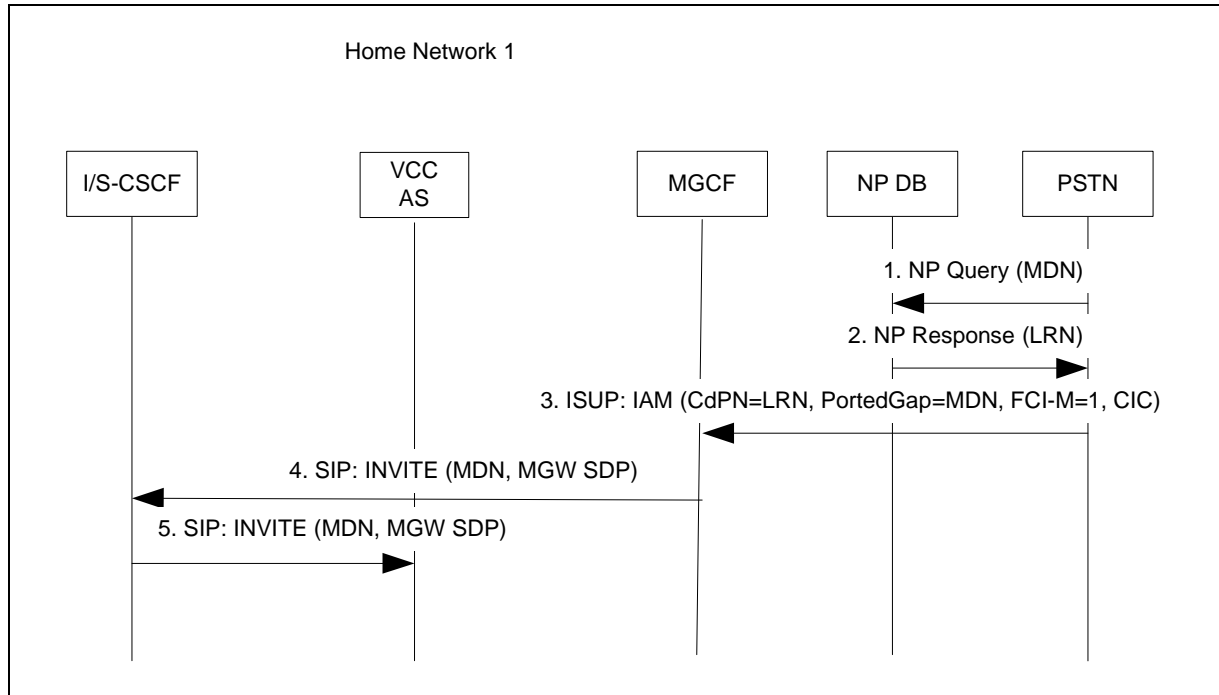 Home Network 1
I/S-CSCF
VCC
AS
MGCF
NP DB
PSTN
1. NP Query (MDN)
2. NP Response (LRN)
3. ISUP: IAM (CdPN=LRN, PortedGap=MDN, FCI-M=1, CIC)
4. SIP: INVITE (MDN, MGW SDP)
5. SIP: INVITE (MDN, MGW SDP)